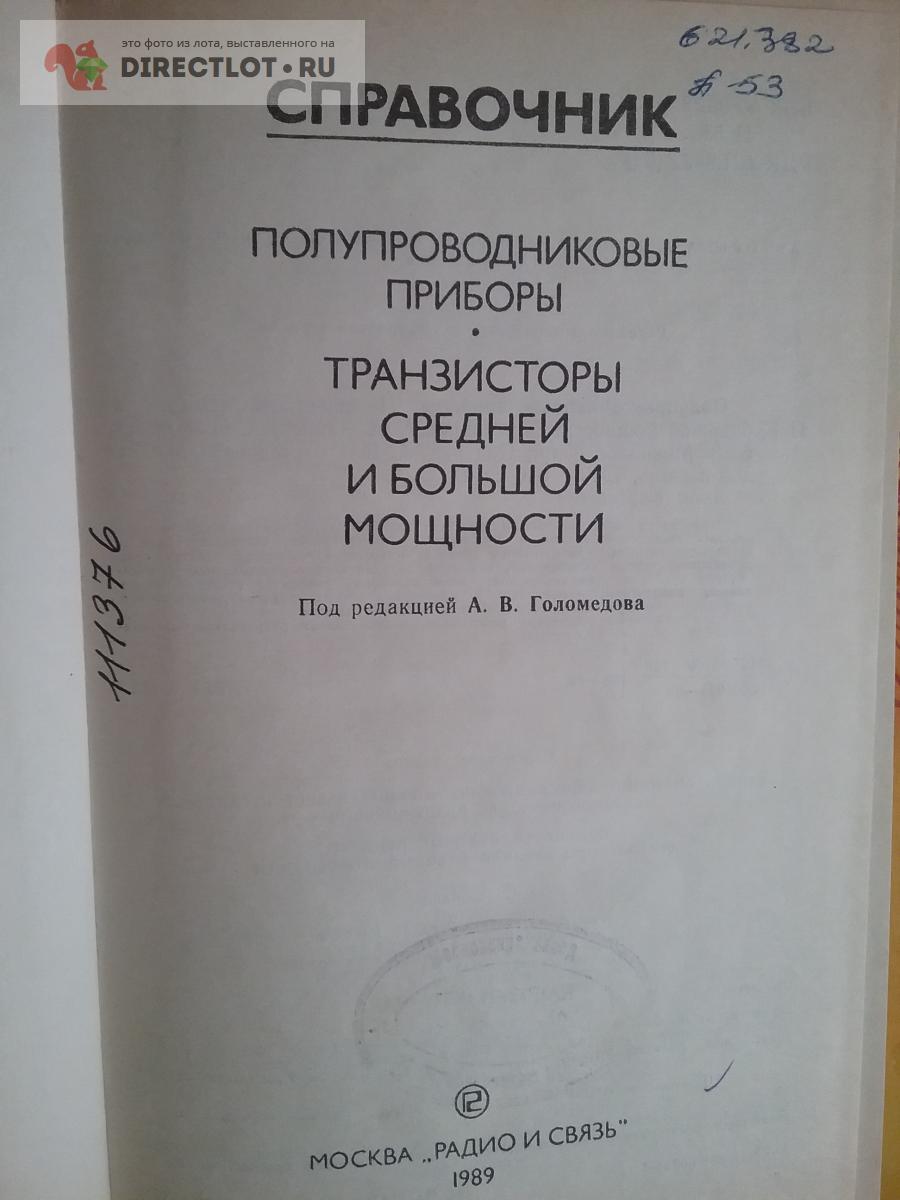 это фото из лота, выставленного на
DIRECTLOT.RU
621.382
П-53
СПРАВОЧНИК
ПОЛУПРОВОДНИКОВЫЕ
ПРИБОРЫ
•
ТРАНЗИСТОРЫ
СРЕДНЕЙ
И БОЛЬШОЙ
МОЩНОСТИ
Под редакцией А. В. Голомедова
111376
МОСКВА „РАДИО И СВЯЗЬ"
1989